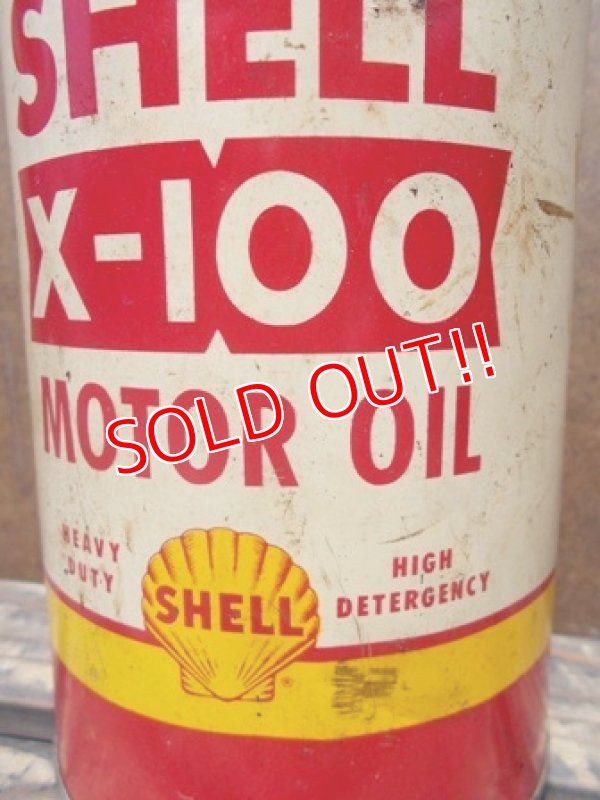 SHELL
X-100
MOTOR OIL
SOLD OUT!!
HEAVY
DUTY
HIGH
DETERGENCY
SHELL
®